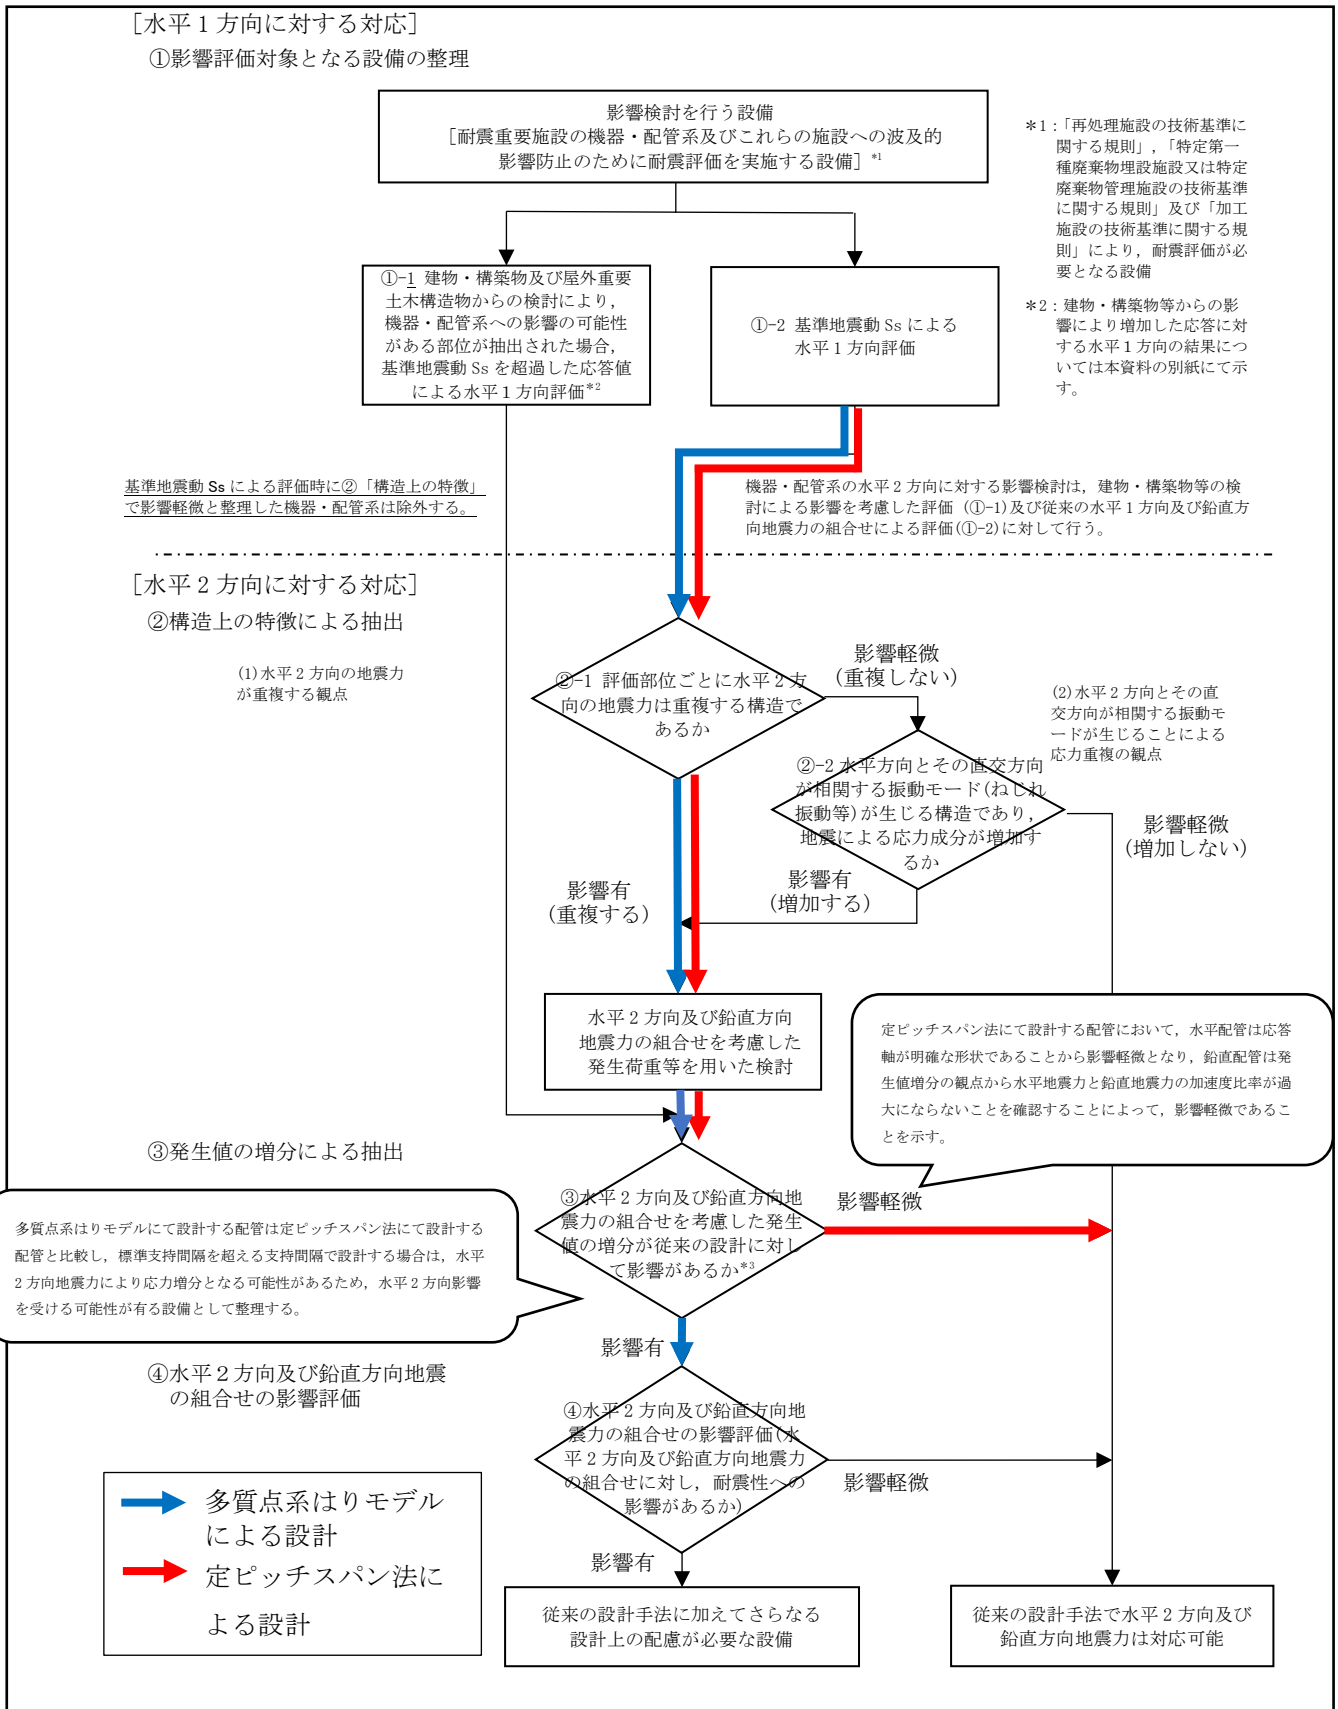 ［水平１方向に対する対応］
①影響評価対象となる設備の整理
影響検討を行う設備
［耐震重要施設の機器・配管系及びこれらの施設への波及的
影響防止のために耐震評価を実施する設備］*1
＊1：「再処理施設の技術基準に
関する規則」，「特定第一
種廃棄物埋設施設又は特定
廃棄物管理施設の技術基準
に関する規則」及び「加工
施設の技術基準に関する規
則」により，耐震評価が必
要となる設備
＊2：建物・構築物等からの影
響により増加した応答に対
する水平１方向の結果につ
いては本資料の別紙にて示
す。
①-1 建物・構築物及び屋外重要
土木構造物からの検討により，
機器・配管系への影響の可能性
がある部位が抽出された場合，
基準地震動 Ss を超過した応答値
による水平１方向評価*2
①-2 基準地震動 Ss による
水平１方向評価
基準地震動 Ss による評価時に②「構造上の特徴」
で影響軽微と整理した機器・配管系は除外する。
機器・配管系の水平２方向に対する影響検討は，建物・構築物等の検
討による影響を考慮した評価 (①-1)及び従来の水平１方向及び鉛直方
向地震力の組合せによる評価(①-2)に対して行う。
［水平２方向に対する対応］
②構造上の特徴による抽出
(1)水平２方向の地震力
が重複する観点
②-1 評価部位ごとに水平２方
向の地震力は重複する構造で
あるか
影響軽微
(重複しない)
(2)水平２方向とその直
交方向が相関する振動モ
ードが生じることによる
応力重複の観点
②-2 水平方向とその直交方向
が相関する振動モード(ねじれ
振動等)が生じる構造であり，
地震による応力成分が増加す
るか
影響軽微
(増加しない)
影響有
(重複する)
影響有
(増加する)
水平２方向及び鉛直方向
地震力の組合せを考慮した
発生荷重等を用いた検討
定ピッチスパン法にて設計する配管において，水平配管は応答
軸が明確な形状であることから影響軽微となり，鉛直配管は発
生値増分の観点から水平地震力と鉛直地震力の加速度比率が過
大にならないことを確認することによって，影響軽微であるこ
とを示す。
③発生値の増分による抽出
③水平２方向及び鉛直方向地
震力の組合せを考慮した発生
値の増分が従来の設計に対し
て影響があるか*3
影響軽微
多質点系はりモデルにて設計する配管は定ピッチスパン法にて設計する
配管と比較し，標準支持間隔を超える支持間隔で設計する場合は，水平
２方向地震力により応力増分となる可能性があるため，水平２方向影響
を受ける可能性が有る設備として整理する。
影響有
④水平２方向及び鉛直方向地震
の組合せの影響評価
④水平２方向及び鉛直方向地
震力の組合せの影響評価(水
平２方向及び鉛直方向地震力
の組合せに対し，耐震性への
影響があるか)
影響軽微
影響有
多質点系はりモデル
による設計
定ピッチスパン法に
よる設計
従来の設計手法に加えてさらなる
設計上の配慮が必要な設備
従来の設計手法で水平２方向及び
鉛直方向地震力は対応可能